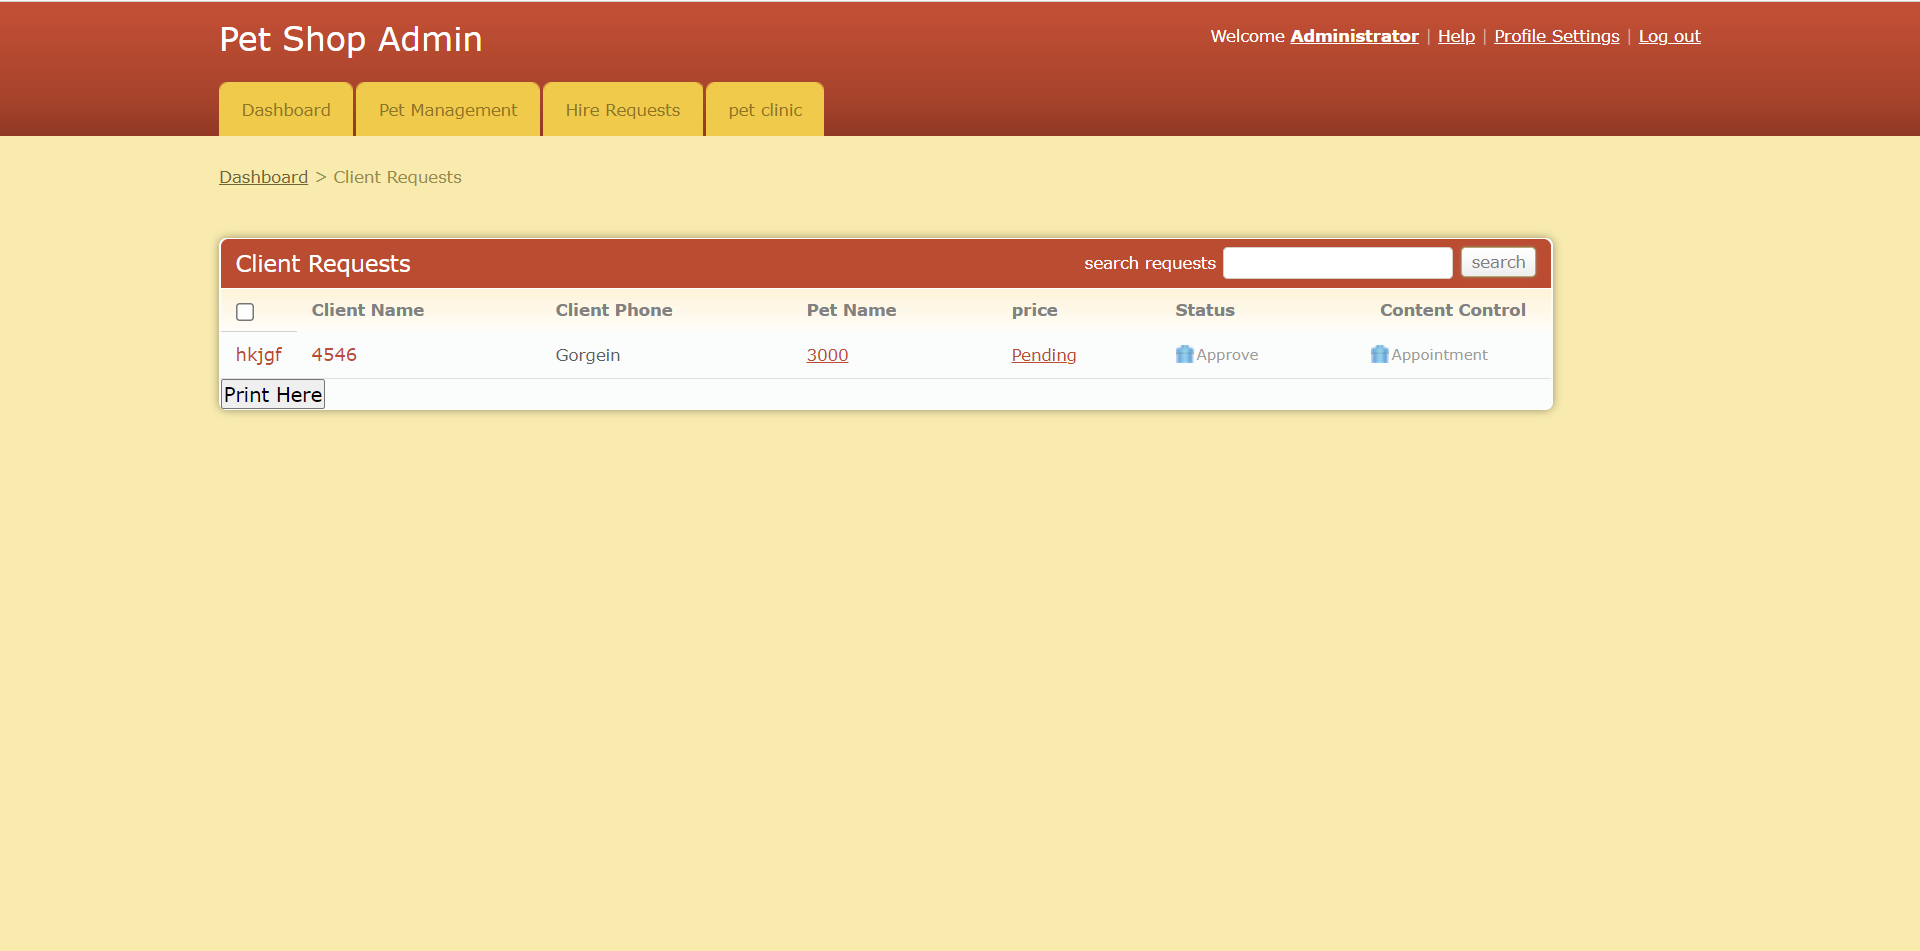 Pet Shop Admin
Welcome Administrator | Help | Profile Settings | Log out
Dashboard Pet Management Hire Requests pet clinic
Dashboard > Client Requests
Client Requests search requests search
Client Name Client Phone Pet Name price Status Content Control
hkjgf 4546 Gorgein 3000 Pending Approve Appointment
Print Here